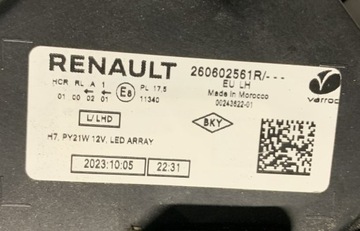 RENAULT
260602561R/---
EU LH
Made in Morocco
00243622-01
HCR RL A 1
01 00 02 01
E8
PL 17,5
11340
varroc
L/LHD
BKY
H7, PY21W 12V, LED ARRAY
2023:10:05
22:31